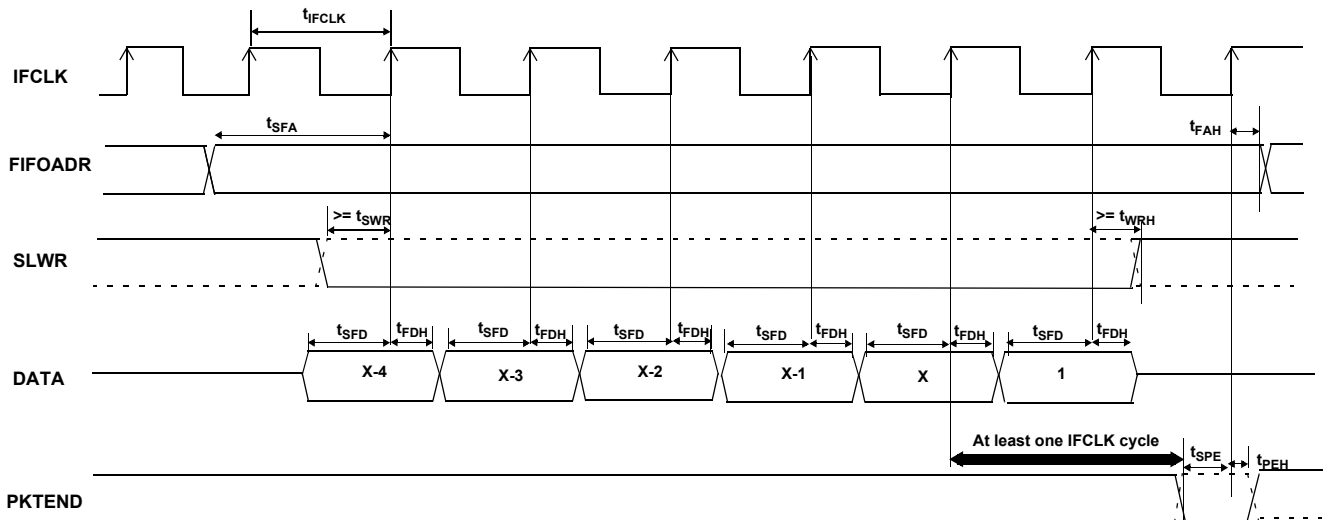 tIFCLK
IFCLK
tSFA
tFAH
FIFOADR
>= tSWR
>= tWRH
SLWR
tSFD tFDH tSFD tFDH tSFD tFDH tSFD tFDH tSFD tFDH tSFD tFDH
DATA X-4 X-3 X-2 X-1 X 1
At least one IFCLK cycle
tSPE
tPEH
PKTEND